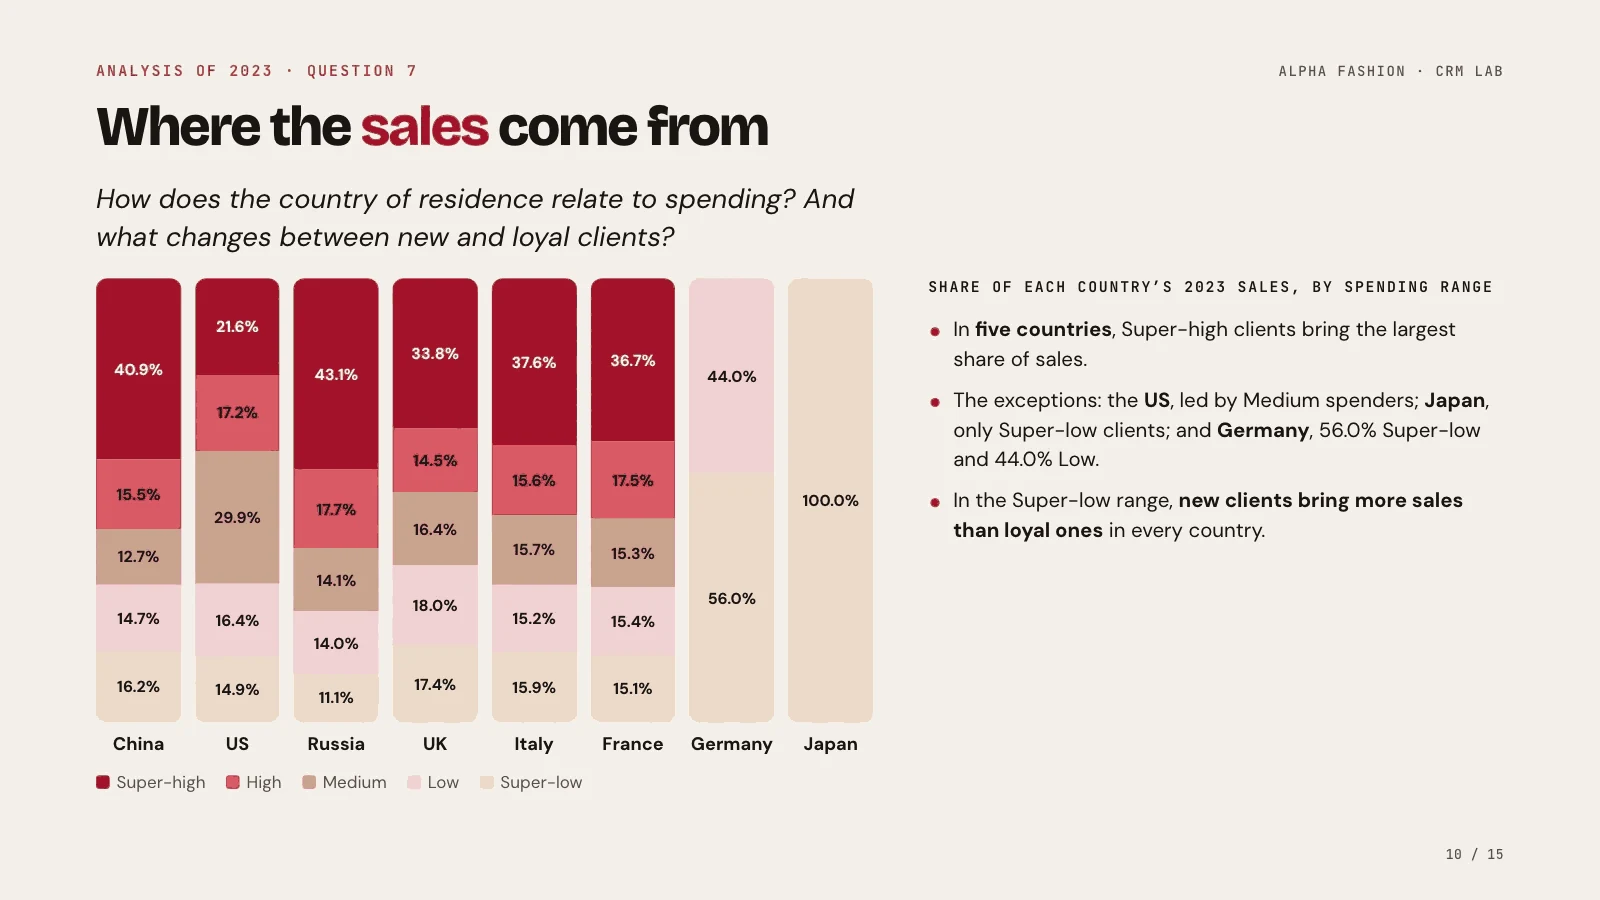 ANALYSIS OF 2023 · QUESTION 7
ALPHA FASHION · CRM LAB
Where the sales come from
How does the country of residence relate to spending? And
what changes between new and loyal clients?
40.9%
15.5%
12.7%
14.7%
16.2%
China
21.6%
17.2%
29.9%
16.4%
14.9%
US
43.1%
17.7%
14.1%
14.0%
11.1%
Russia
33.8%
14.5%
16.4%
18.0%
17.4%
UK
37.6%
15.6%
15.7%
15.2%
15.9%
Italy
36.7%
17.5%
15.3%
15.4%
15.1%
France
44.0%
56.0%
Germany
100.0%
Japan
Super-high High Medium Low Super-low
SHARE OF EACH COUNTRY’S 2023 SALES, BY SPENDING RANGE
In five countries, Super-high clients bring the largest
share of sales.
The exceptions: the US, led by Medium spenders; Japan,
only Super-low clients; and Germany, 56.0% Super-low
and 44.0% Low.
In the Super-low range, new clients bring more sales
than loyal ones in every country.
10 / 15